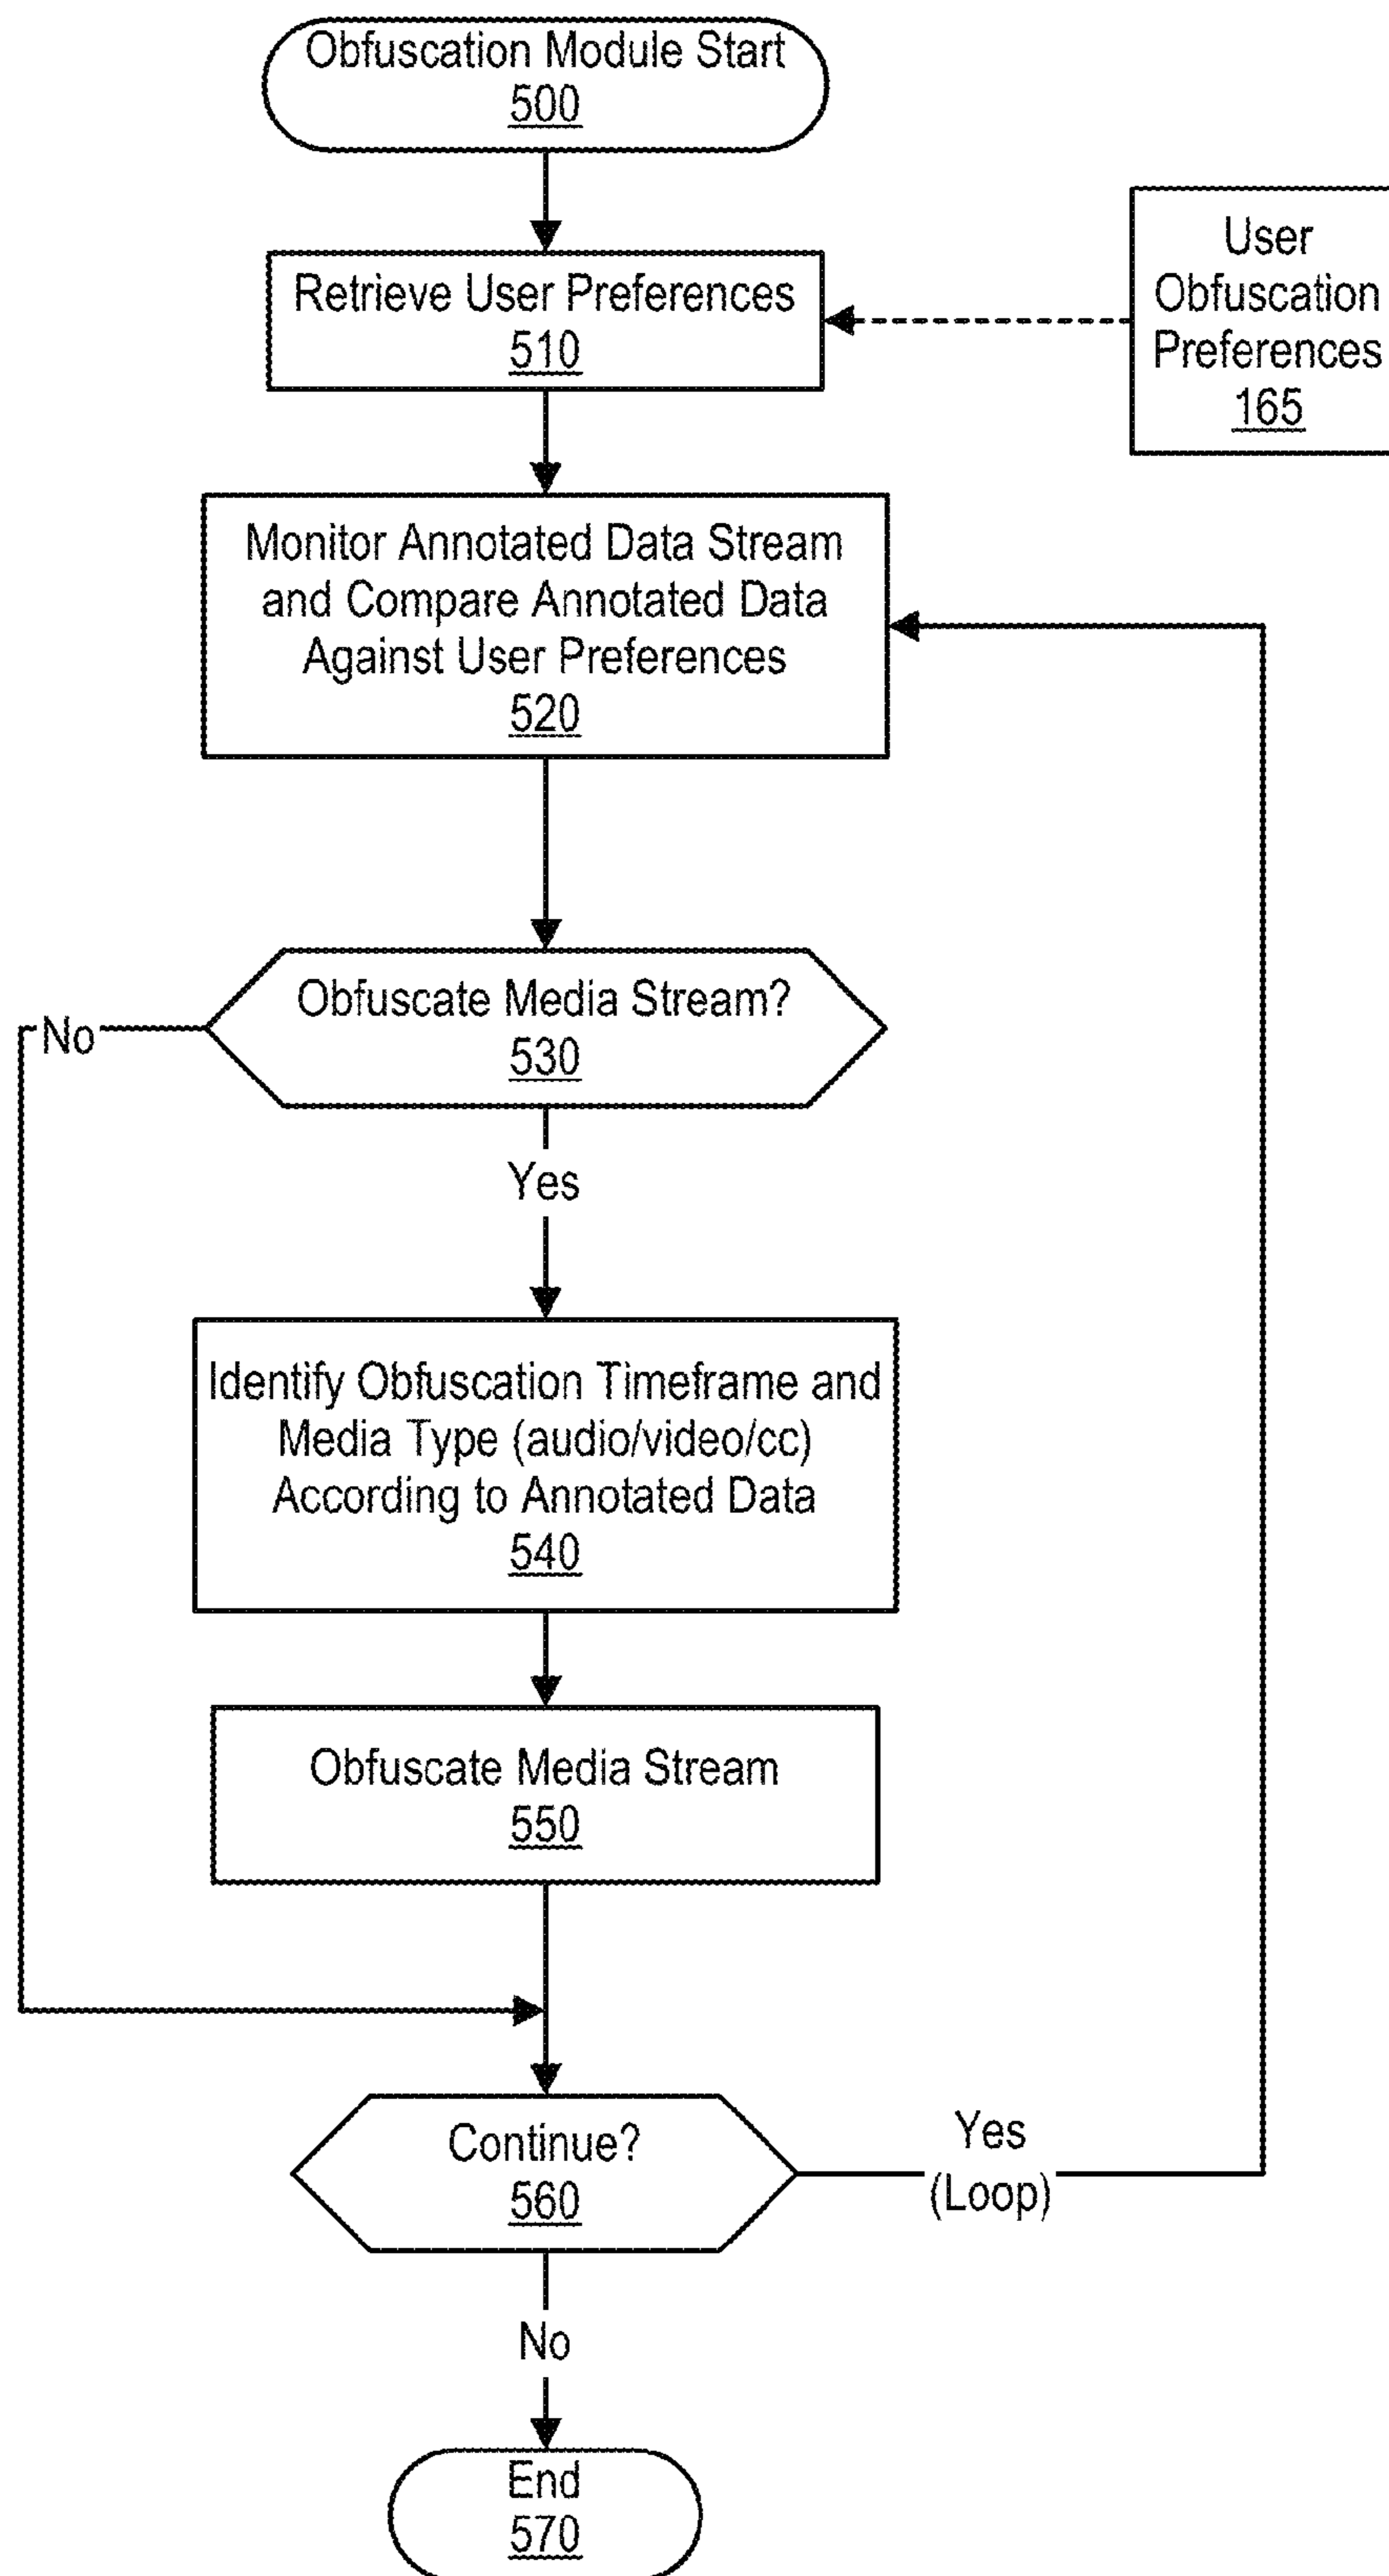 Obfuscation Module Start
500
Retrieve User Preferences
510
User
Obfuscation
Preferences
165
Monitor Annotated Data Stream
and Compare Annotated Data
Against User Preferences
520
Obfuscate Media Stream?
530
No
Yes
Identify Obfuscation Timeframe and
Media Type (audio/video/cc)
According to Annotated Data
540
Obfuscate Media Stream
550
Continue?
560
Yes
(Loop)
No
End
570